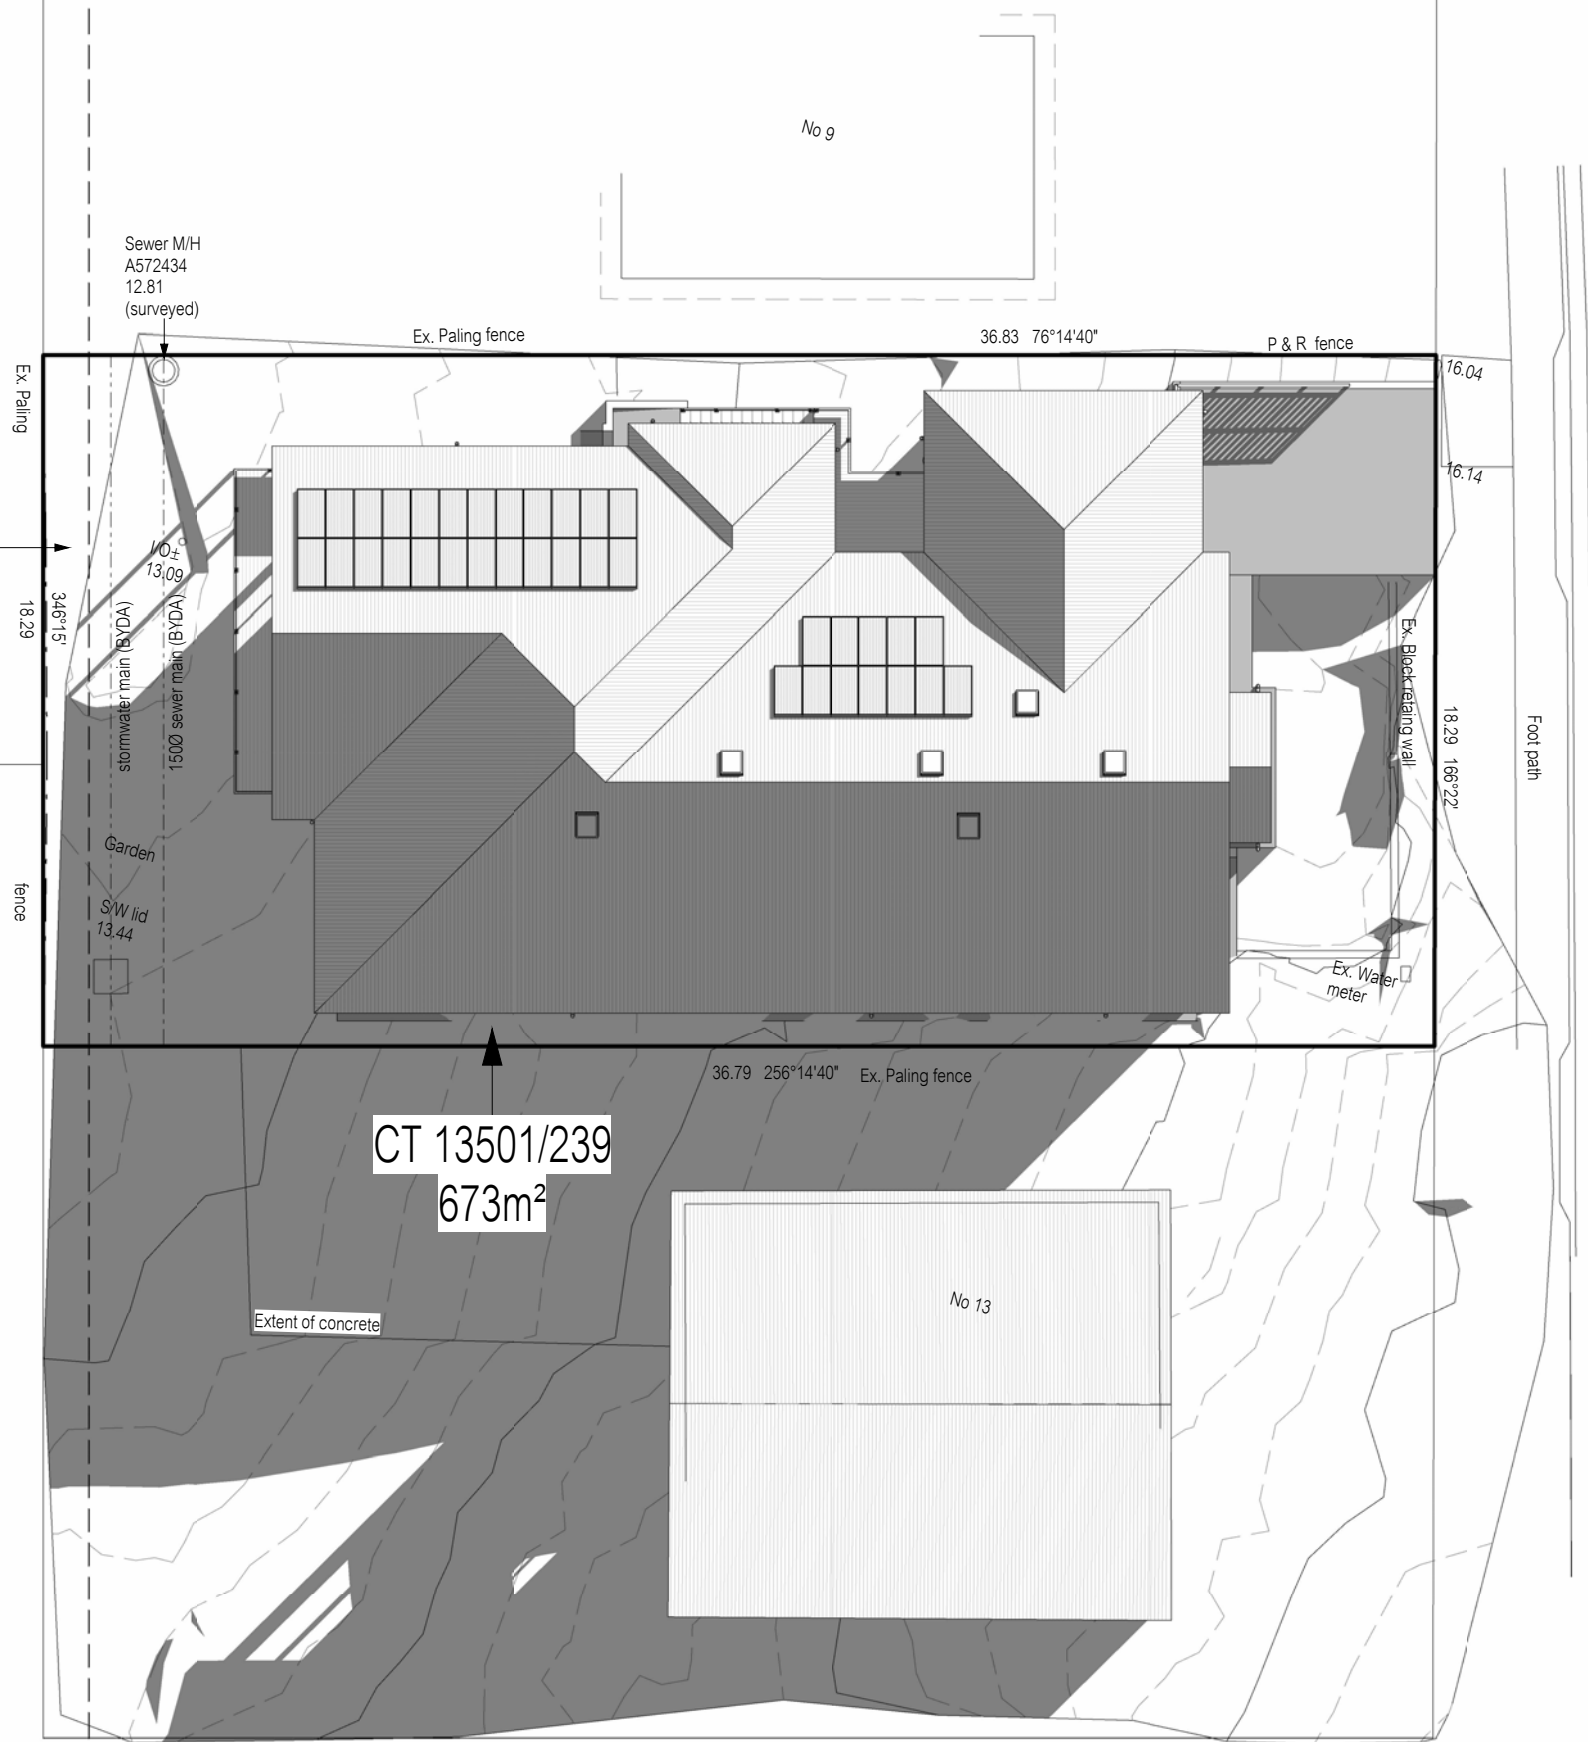 No 9
Sewer M/H
A572434
12.81
(surveyed)
Ex. Paling fence
36.83 76°14'40"
P & R fence
Ex. Paling
16.04
16.14
I/O±
13.09
346°15'
18.29
stormwater main (BYDA)
150Ø sewer main (BYDA)
Ex. Block retaing wall
18.29 166°22'
Foot path
Garden
fence
S/W lid
13.44
Ex. Water
meter
36.79 256°14'40"
Ex. Paling fence
CT 13501/239
673m²
No 13
Extent of concrete